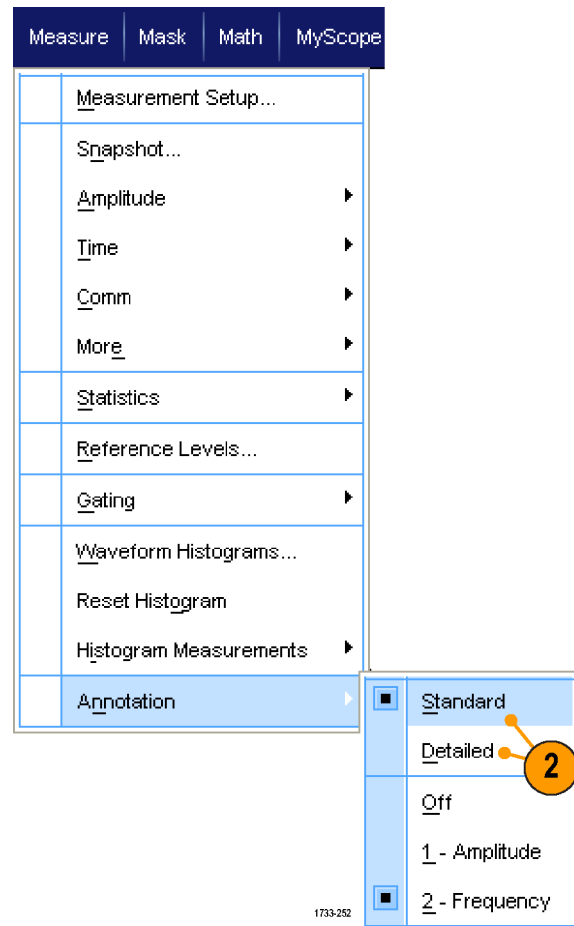 Measure Mask Math MyScope
Measurement Setup...
Snapshot...
Amplitude
Time
Comm
More
Statistics
Reference Levels...
Gating
Waveform Histograms...
Reset Histogram
Histogram Measurements
Annotation
Standard
Detailed
2
Off
1 - Amplitude
2 - Frequency
1733-252